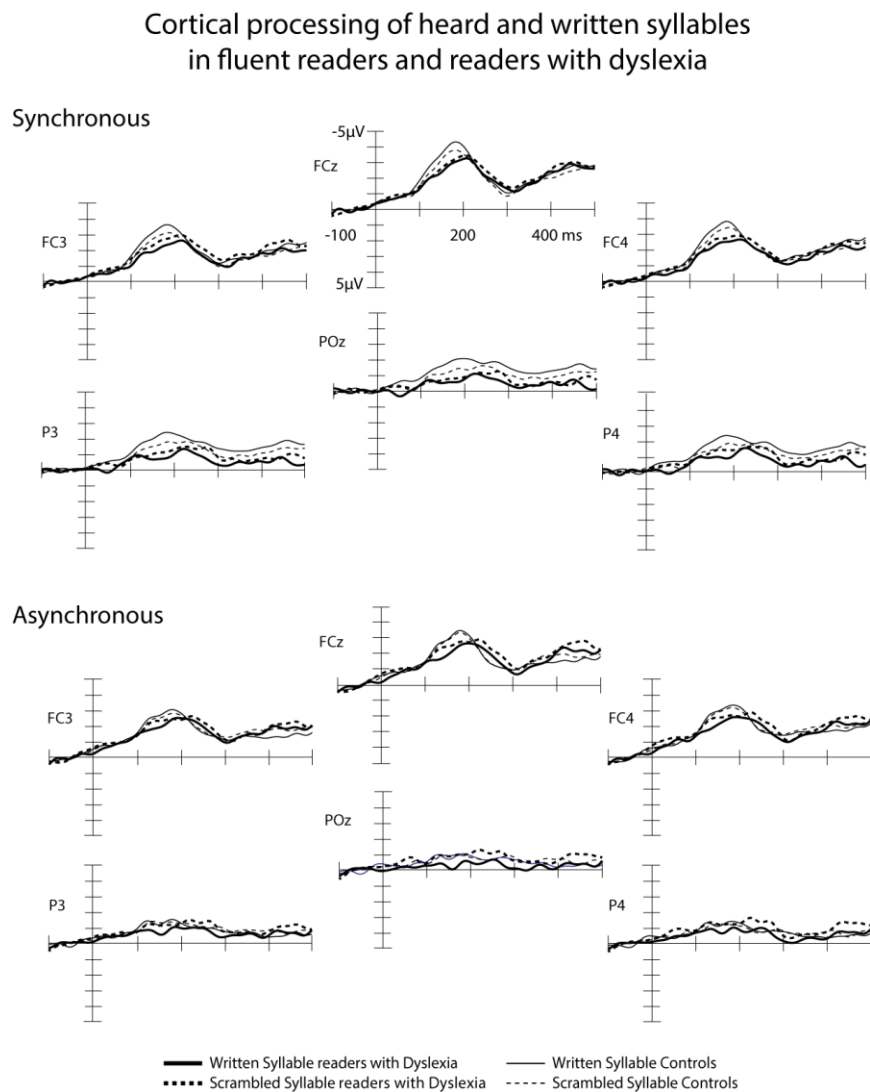 Cortical processing of heard and written syllables
in fluent readers and readers with dyslexia
Synchronous
-5µV
FCz
-100
200
400 ms
5µV
FC3
FC4
POz
P3
P4
Asynchronous
FCz
FC3
FC4
POz
P3
P4
Written Syllable readers with Dyslexia
Written Syllable Controls
Scrambled Syllable readers with Dyslexia
Scrambled Syllable Controls